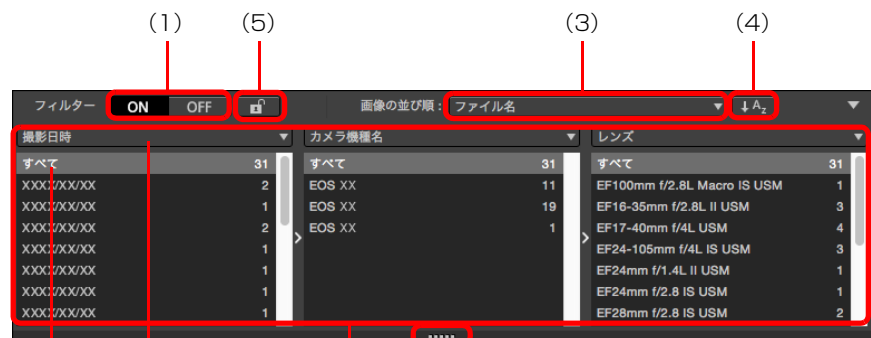 (1) (5) (3) (4)
フィルター ON OFF 画像の並び順 : ファイル名 ↓Az
撮影日時 カメラ機種名 レンズ
すべて 31 すべて 31 すべて 31
XXXX/XX/XX 2 EOS XX 11 EF100mm f/2.8L Macro IS USM 1
XXXX/XX/XX 1 EOS XX 19 EF16-35mm f/2.8L II USM 3
XXXX/XX/XX 2 EOS XX 1 EF17-40mm f/4L USM 4
XXXX/XX/XX 1 EF24-105mm f/4L IS USM 3
XXXX/XX/XX 1 EF24mm f/1.4L II USM 1
XXXX/XX/XX 1 EF24mm f/2.8 IS USM 1
XXXX/XX/XX 1 EF28mm f/2.8 IS USM 2